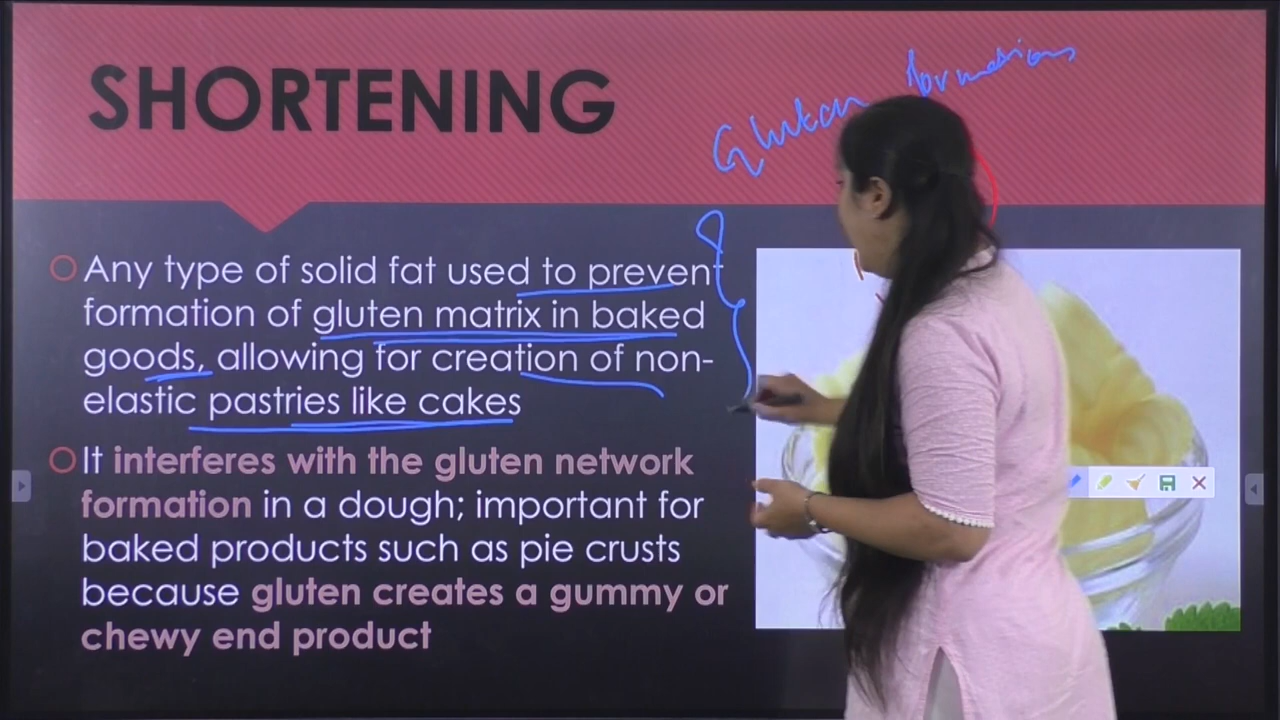 SHORTENING
Gluten formations
Any type of solid fat used to prevent
formation of gluten matrix in baked
goods, allowing for creation of non-
elastic pastries like cakes
It interferes with the gluten network
formation in a dough; important for
baked products such as pie crusts
because gluten creates a gummy or
chewy end product